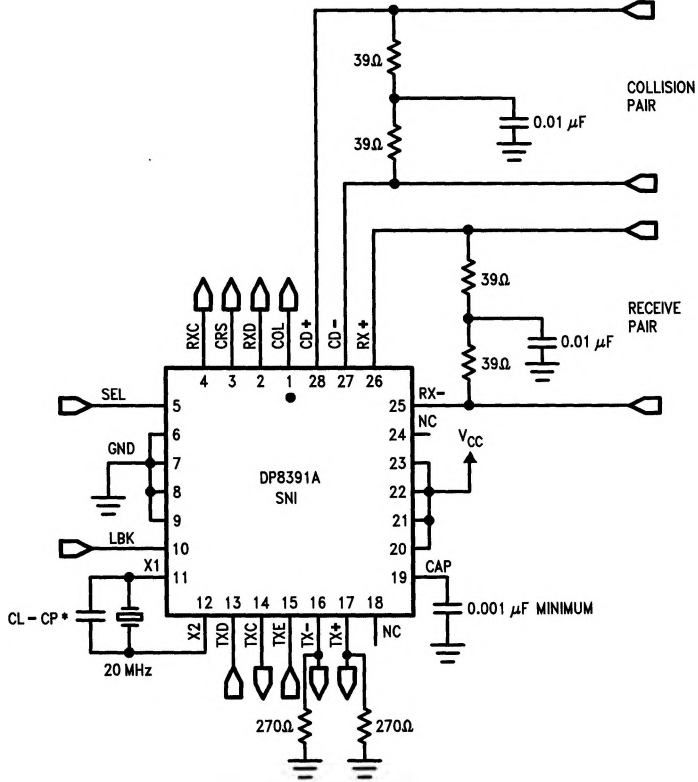 39Ω
COLLISION
PAIR
0.01 µF
39Ω
39Ω
RECEIVE
PAIR
0.01 µF
39Ω
RXC
CRS
RXD
COL
CD+
CD-
RX+
4
3
2
1
28
27
26
SEL
5
25
RX-
6
24
NC
GND
7
23
VCC
8
DP8391A
SNI
22
9
21
LBK
10
20
X1
11
19
CAP
CL-CP*
20 MHz
X2
12
13
14
15
16
17
18
TXD
TXC
TXE
TX-
TX+
NC
0.001 µF MINIMUM
270Ω
270Ω